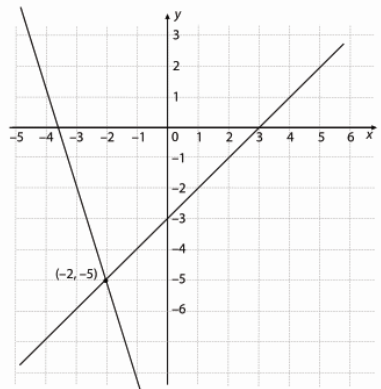 y
3
2
1
–5 –4 –3 –2 –1 0 1 2 3 4 5 6 x
–1
–2
–3
–4
(–2, –5) –5
–6